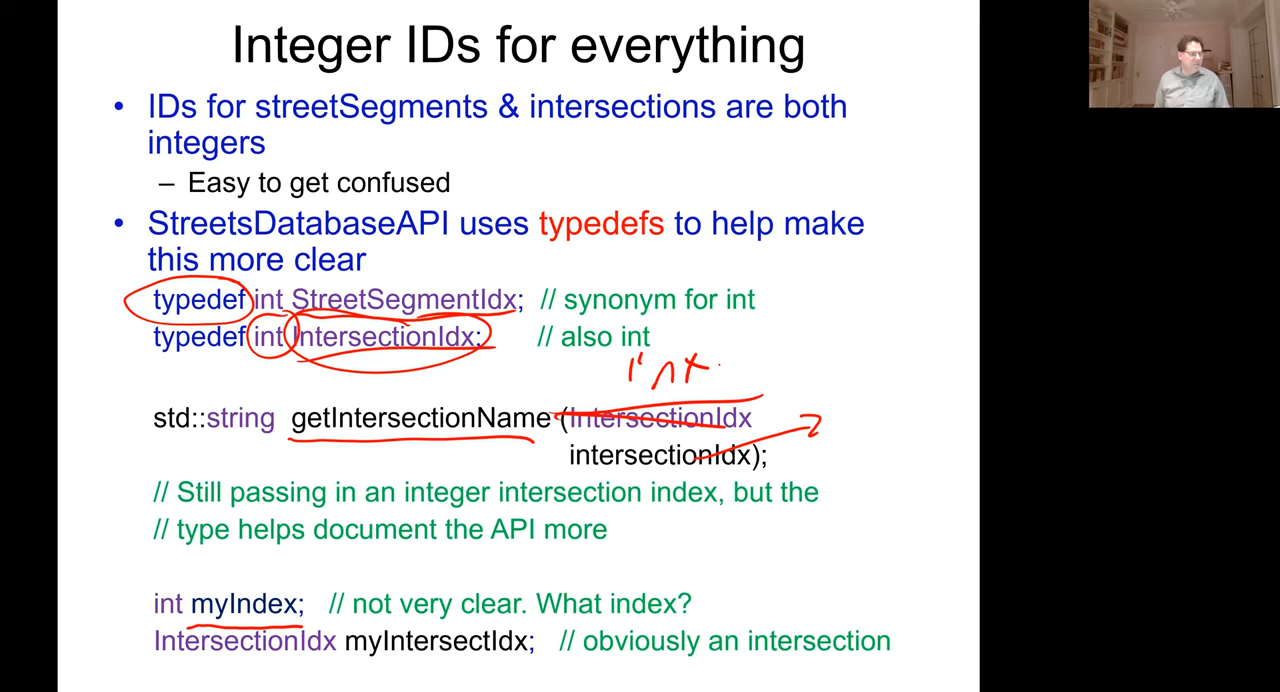 Integer IDs for everything
• IDs for streetSegments & intersections are both
integers
– Easy to get confused
• StreetsDatabaseAPI uses typedefs to help make
this more clear
typedef int StreetSegmentIdx; // synonym for int
typedef int IntersectionIdx; // also int
std::string getIntersectionName (IntersectionIdx
intersectionIdx);
// Still passing in an integer intersection index, but the
// type helps document the API more
int myIndex; // not very clear. What index?
IntersectionIdx myIntersectIdx; // obviously an intersection